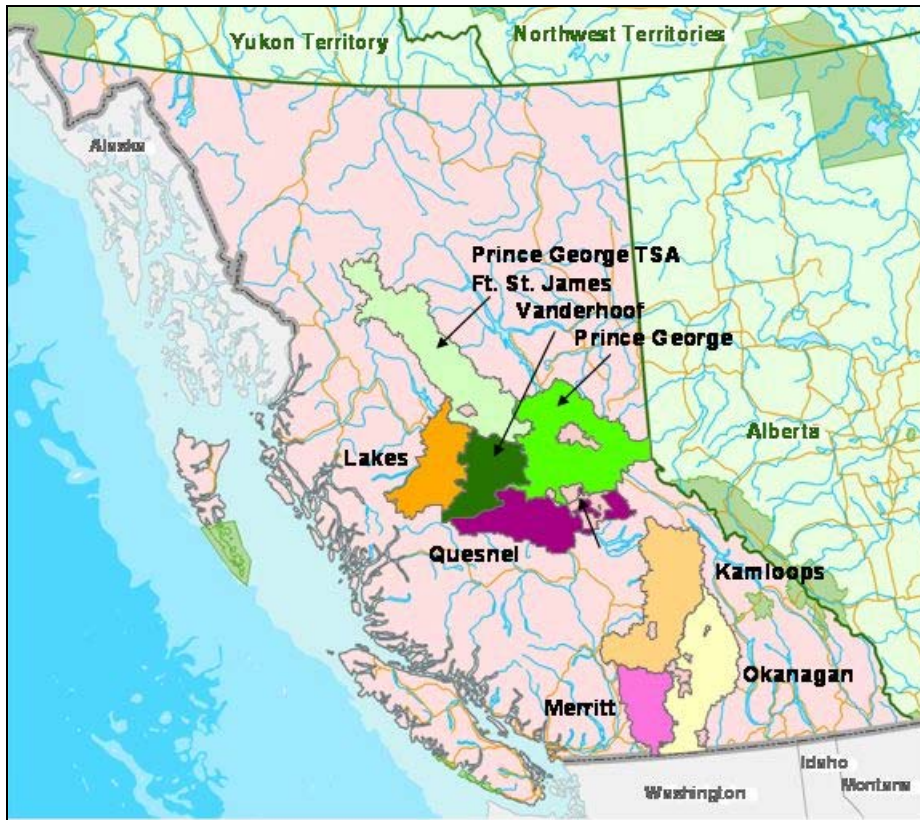 Yukon Territory
Northwest Territories
Alaska
Prince George TSA
Ft. St. James
Vanderhoof
Prince George
Alberta
Lakes
Quesnel
Kamloops
Okanagan
Merritt
Idaho
Washington
Montana